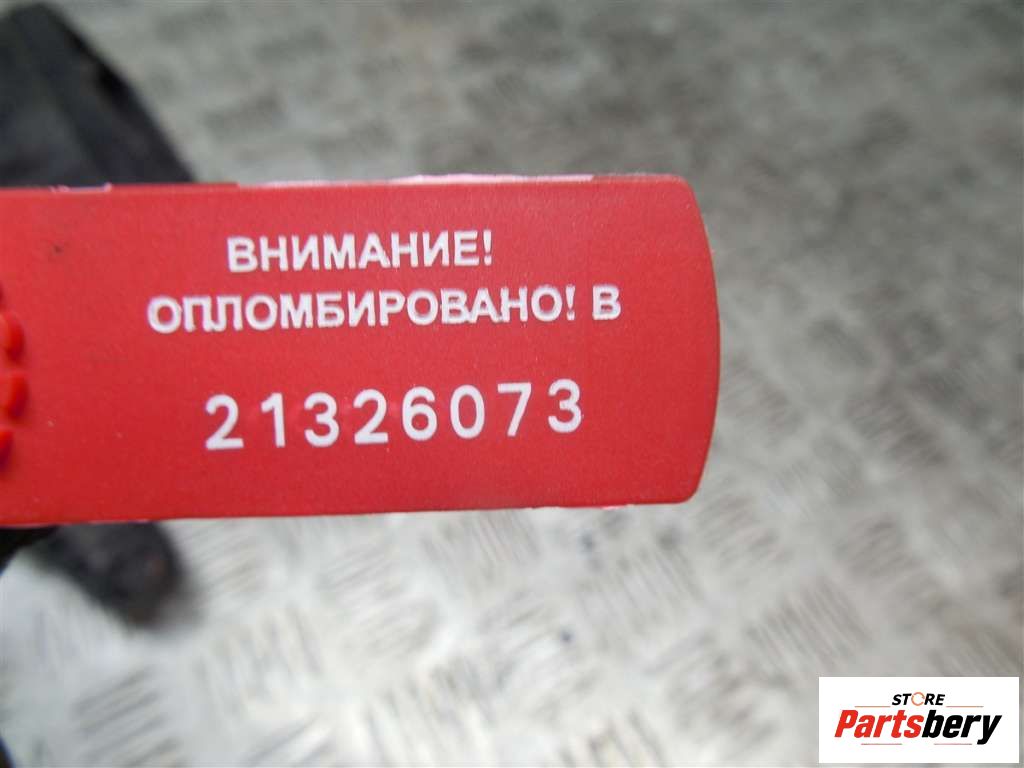 ВНИМАНИЕ!
ОПЛОМБИРОВАНО! В
21326073
STORE
Partsbery